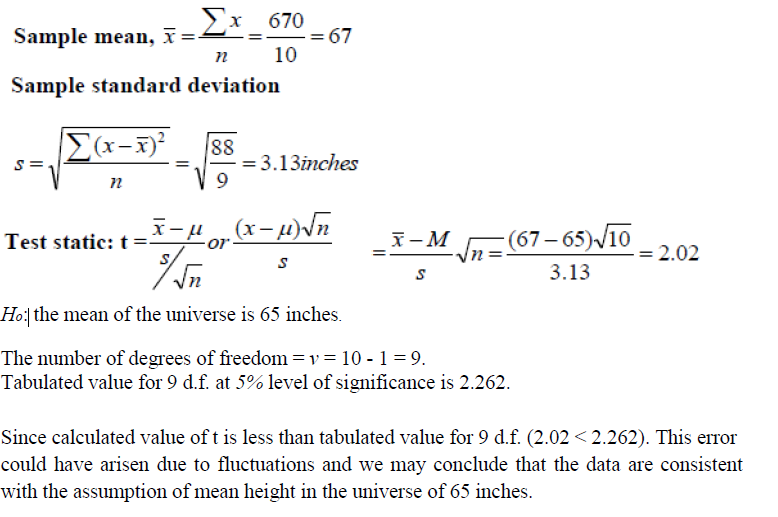 Sample mean, x̄ = ∑x / n = 670 / 10 = 67
Sample standard deviation
s = √(∑(x – x̄)² / n) = √(88 / 9) = 3.13inches
Test static: t = (x̄ – μ) / (s/√n) or (x – μ)√n / s = (x̄ – M) / s √n = (67 – 65)√10 / 3.13 = 2.02
Ho:| the mean of the universe is 65 inches.
The number of degrees of freedom = v = 10 - 1 = 9.
Tabulated value for 9 d.f. at 5% level of significance is 2.262.
Since calculated value of t is less than tabulated value for 9 d.f. (2.02 < 2.262). This error
could have arisen due to fluctuations and we may conclude that the data are consistent
with the assumption of mean height in the universe of 65 inches.